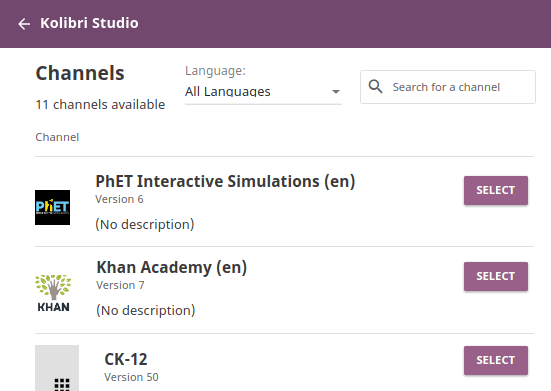 Kolibri Studio
Channels
11 channels available
Language:
All Languages
Search for a channel
Channel
PhET
PhET Interactive Simulations (en)
Version 6
(No description)
SELECT
KHAN
Khan Academy (en)
Version 7
(No description)
SELECT
CK-12
Version 50
SELECT